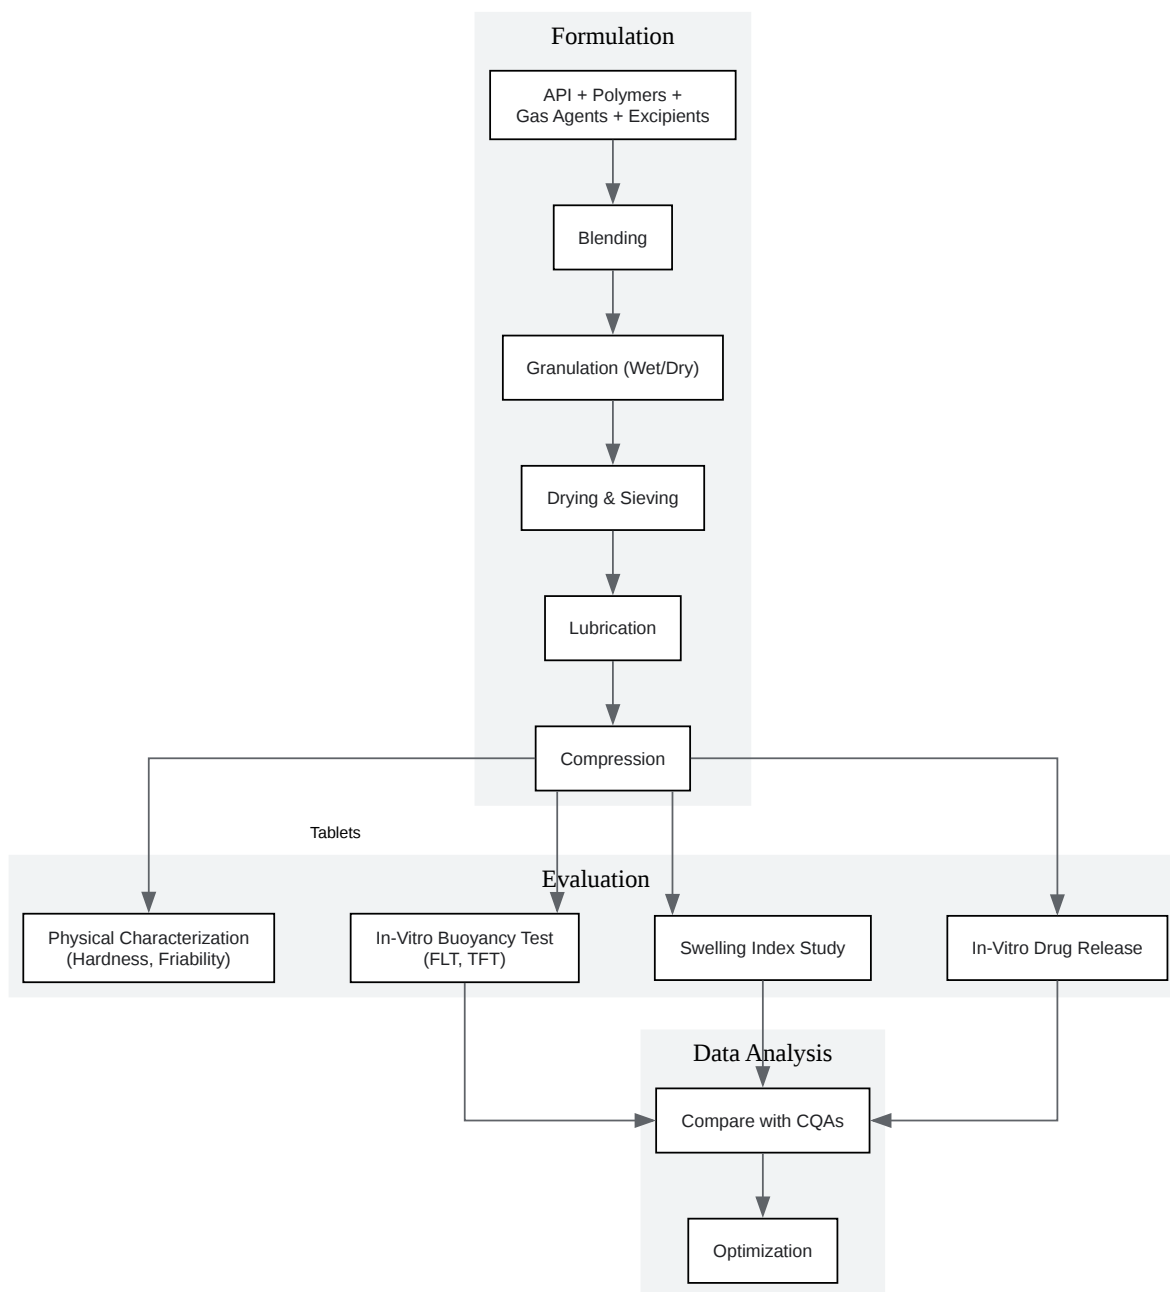 Formulation
API + Polymers +
Gas Agents + Excipients
Blending
Granulation (Wet/Dry)
Drying & Sieving
Lubrication
Compression
Tablets
Evaluation
Physical Characterization
(Hardness, Friability)
In-Vitro Buoyancy Test
(FLT, TFT)
Swelling Index Study
In-Vitro Drug Release
Data Analysis
Compare with CQAs
Optimization